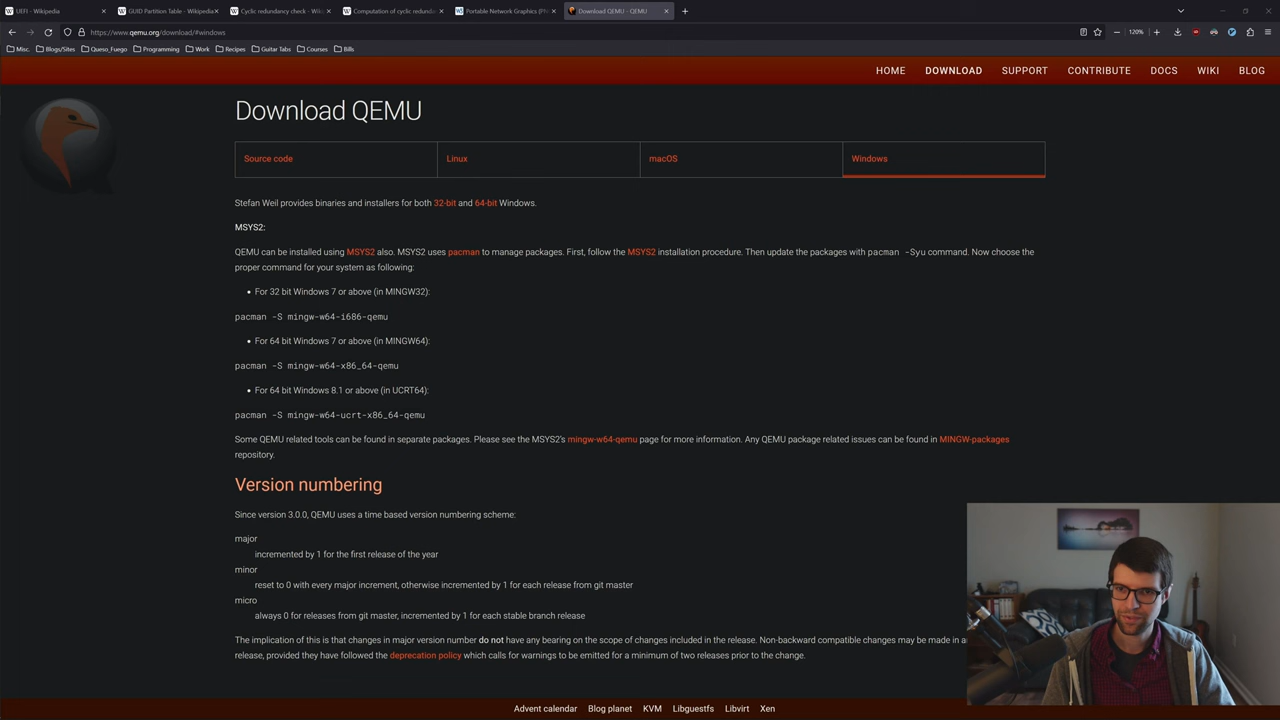 UEFI - Wikipedia
GUID Partition Table - Wikipedia
Cyclic redundancy check - Wiki
Computation of cyclic redundan
Portable Network Graphics (PN
Download QEMU - QEMU
https://www.qemu.org/download/#windows
120%
Misc.
Blogs/Sites
Queso_Fuego
Programming
Work
Recipes
Guitar Tabs
Courses
Bills
HOME
DOWNLOAD
SUPPORT
CONTRIBUTE
DOCS
WIKI
BLOG
Download QEMU
Source code
Linux
macOS
Windows
Stefan Weil provides binaries and installers for both 32-bit and 64-bit Windows.
MSYS2:
QEMU can be installed using MSYS2 also. MSYS2 uses pacman to manage packages. First, follow the MSYS2 installation procedure. Then update the packages with pacman -Syu command. Now choose the
proper command for your system as following:
• For 32 bit Windows 7 or above (in MINGW32):
pacman -S mingw-w64-i686-qemu
• For 64 bit Windows 7 or above (in MINGW64):
pacman -S mingw-w64-x86_64-qemu
• For 64 bit Windows 8.1 or above (in UCRT64):
pacman -S mingw-w64-ucrt-x86_64-qemu
Some QEMU related tools can be found in separate packages. Please see the MSYS2's mingw-w64-qemu page for more information. Any QEMU package related issues can be found in MINGW-packages
repository.
Version numbering
Since version 3.0.0, QEMU uses a time based version numbering scheme:
major
incremented by 1 for the first release of the year
minor
reset to 0 with every major increment, otherwise incremented by 1 for each release from git master
micro
always 0 for releases from git master, incremented by 1 for each stable branch release
The implication of this is that changes in major version number do not have any bearing on the scope of changes included in the release. Non-backward compatible changes may be made in
release, provided they have followed the deprecation policy which calls for warnings to be emitted for a minimum of two releases prior to the change.
Advent calendar
Blog planet
KVM
Libguestfs
Libvirt
Xen